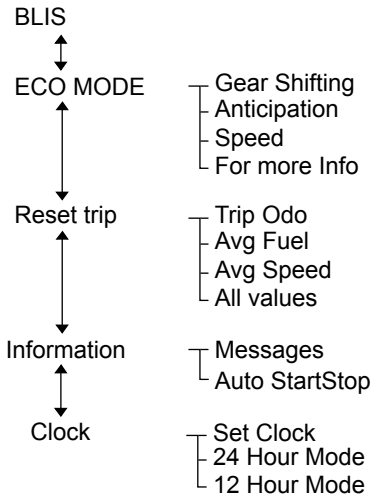 BLIS
ECO MODE
Gear Shifting
Anticipation
Speed
For more Info
Reset trip
Trip Odo
Avg Fuel
Avg Speed
All values
Information
Messages
Auto StartStop
Clock
Set Clock
24 Hour Mode
12 Hour Mode